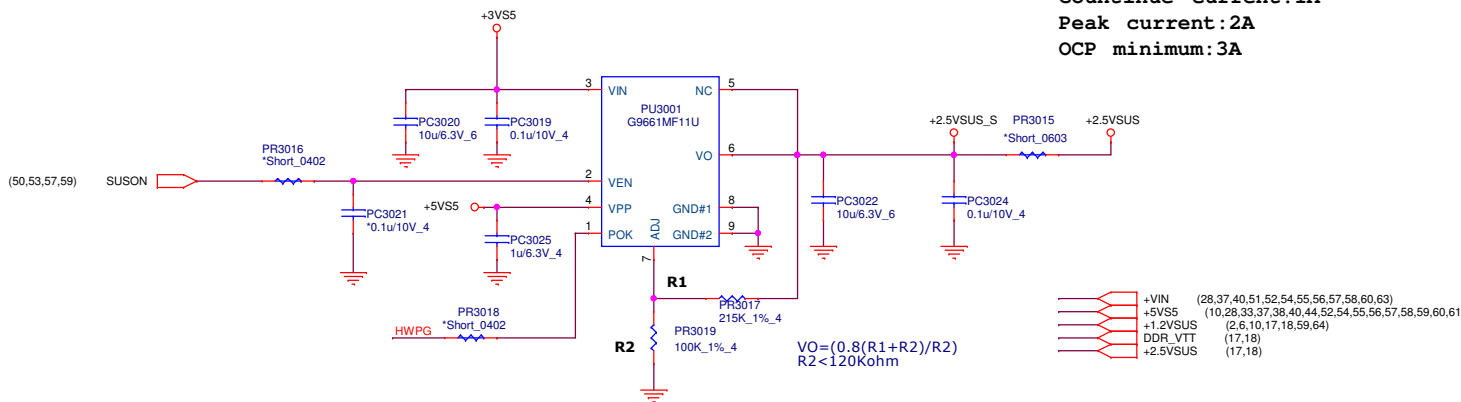 Countinue current:1A
Peak current:2A
OCP minimum:3A
+3VS5
3
VIN
NC
5
PU3001
G9661MF11U
PC3020
10u/6.3V_6
PC3019
0.1u/10V_4
+2.5VSUS_S
PR3015
*Short_0603
+2.5VSUS
VO
6
PR3016
*Short_0402
(50,53,57,59)
SUSON
2
VEN
PC3021
*0.1u/10V_4
+5VS5
4
VPP
GND#1
8
PC3022
10u/6.3V_6
PC3024
0.1u/10V_4
PC3025
1u/6.3V_4
1
POK
ADJ
GND#2
9
7
R1
PR3017
215K_1%_4
PR3018
*Short_0402
HWPG
R2
PR3019
100K_1%_4
VO=(0.8(R1+R2)/R2)
R2<120Kohm
+VIN (28,37,40,51,52,54,55,56,57,58,60,63)
+5VS5 (10,28,33,37,38,40,44,52,54,55,56,57,58,59,60,61
+1.2VSUS (2,6,10,17,18,59,64)
DDR_VTT (17,18)
+2.5VSUS (17,18)